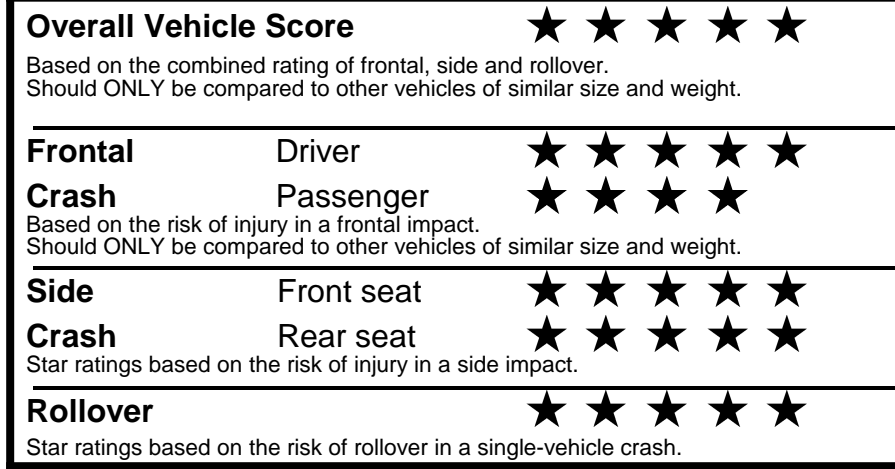 Overall Vehicle Score ★ ★ ★ ★ ★
Based on the combined rating of frontal, side and rollover.
Should ONLY be compared to other vehicles of similar size and weight.
Frontal Driver ★ ★ ★ ★ ★
Crash Passenger ★ ★ ★ ★
Based on the risk of injury in a frontal impact.
Should ONLY be compared to other vehicles of similar size and weight.
Side Front seat ★ ★ ★ ★ ★
Crash Rear seat ★ ★ ★ ★ ★
Star ratings based on the risk of injury in a side impact.
Rollover ★ ★ ★ ★ ★
Star ratings based on the risk of rollover in a single-vehicle crash.